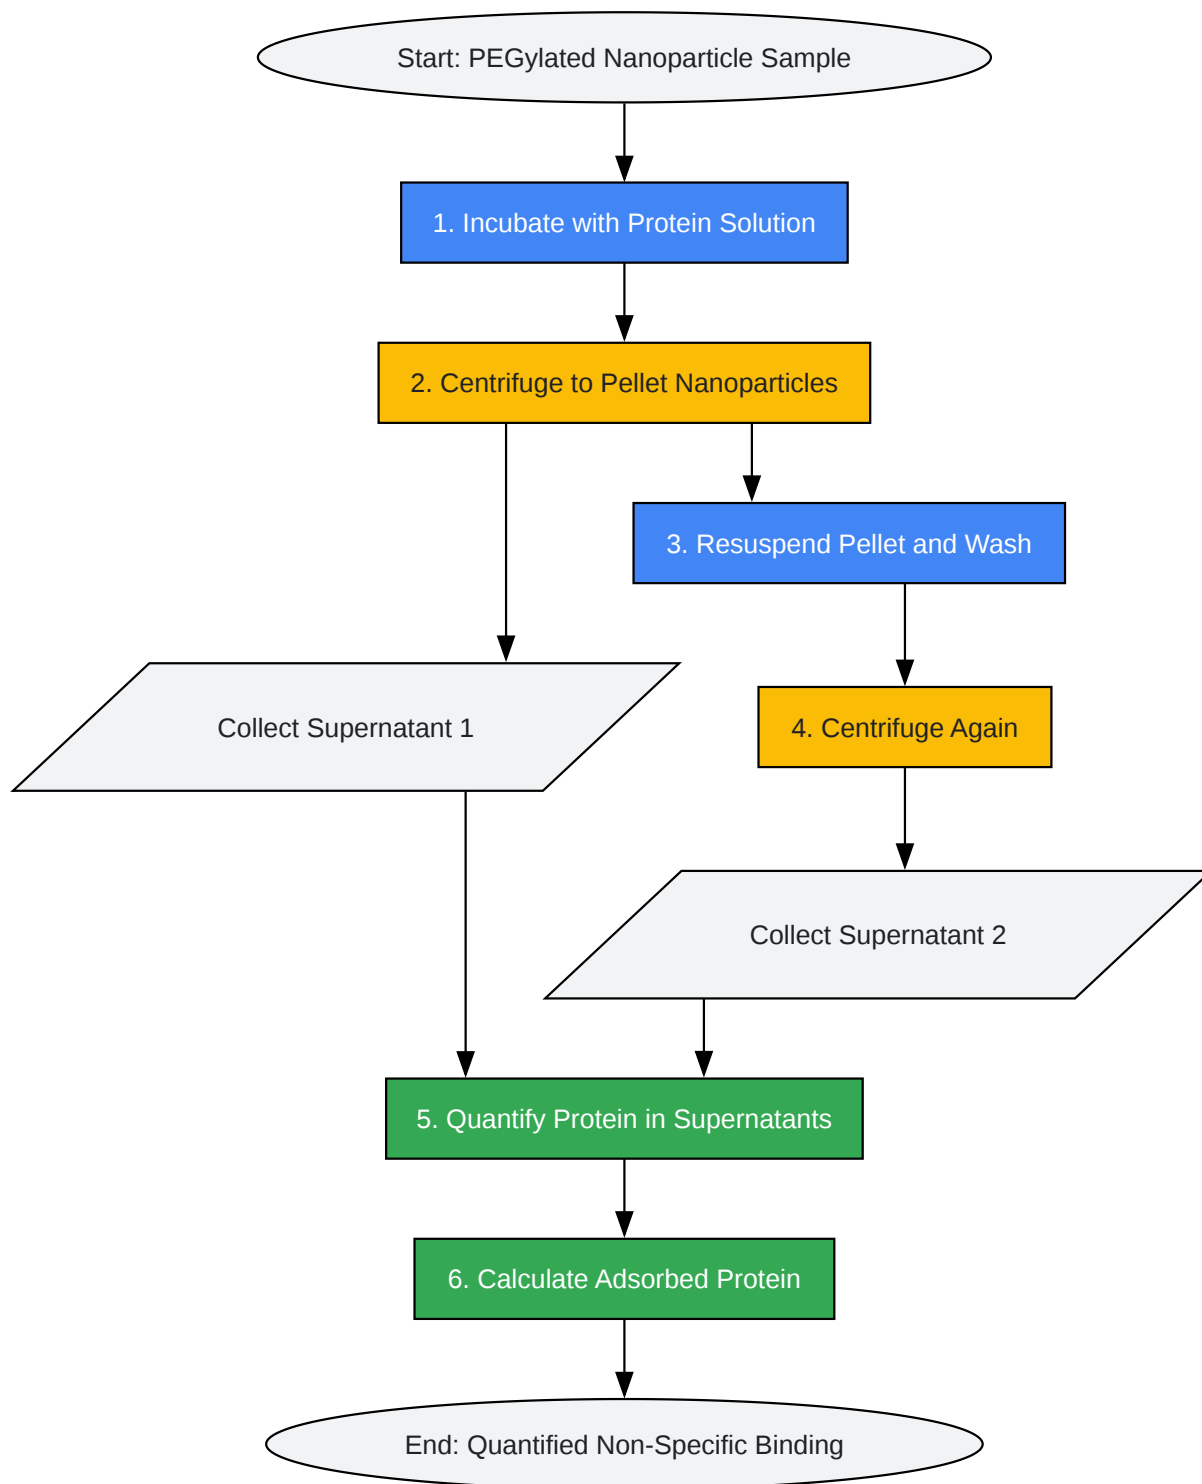 Start: PEGylated Nanoparticle Sample
1. Incubate with Protein Solution
2. Centrifuge to Pellet Nanoparticles
3. Resuspend Pellet and Wash
Collect Supernatant 1
4. Centrifuge Again
Collect Supernatant 2
5. Quantify Protein in Supernatants
6. Calculate Adsorbed Protein
End: Quantified Non-Specific Binding